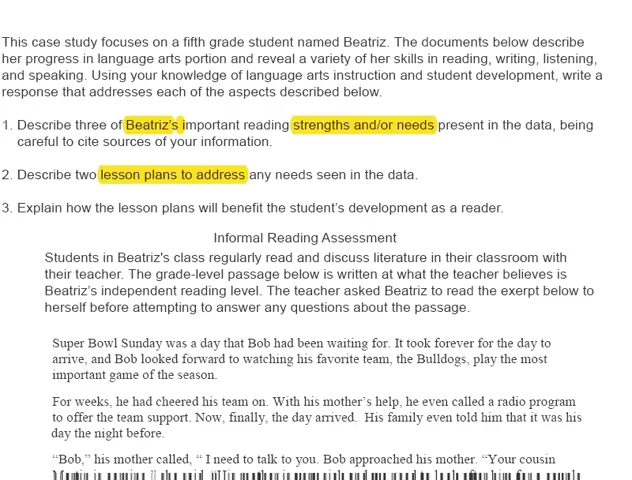 This case study focuses on a fifth grade student named Beatriz. The documents below describe
her progress in language arts portion and reveal a variety of her skills in reading, writing, listening,
and speaking. Using your knowledge of language arts instruction and student development, write a
response that addresses each of the aspects described below.
1. Describe three of Beatriz's important reading strengths and/or needs present in the data, being
careful to cite sources of your information.
2. Describe two lesson plans to address any needs seen in the data.
3. Explain how the lesson plans will benefit the student's development as a reader.
Informal Reading Assessment
Students in Beatriz's class regularly read and discuss literature in their classroom with
their teacher. The grade-level passage below is written at what the teacher believes is
Beatriz's independent reading level. The teacher asked Beatriz to read the exerpt below to
herself before attempting to answer any questions about the passage.
Super Bowl Sunday was a day that Bob had been waiting for. It took forever for the day to
arrive, and Bob looked forward to watching his favorite team, the Bulldogs, play the most
important game of the season.
For weeks, he had cheered his team on. With his mother's help, he even called a radio program
to offer the team support. Now, finally, the day arrived. His family even told him that it was his
day the night before.
“Bob,” his mother called, “ I need to talk to you. Bob approached his mother. “Your cousin